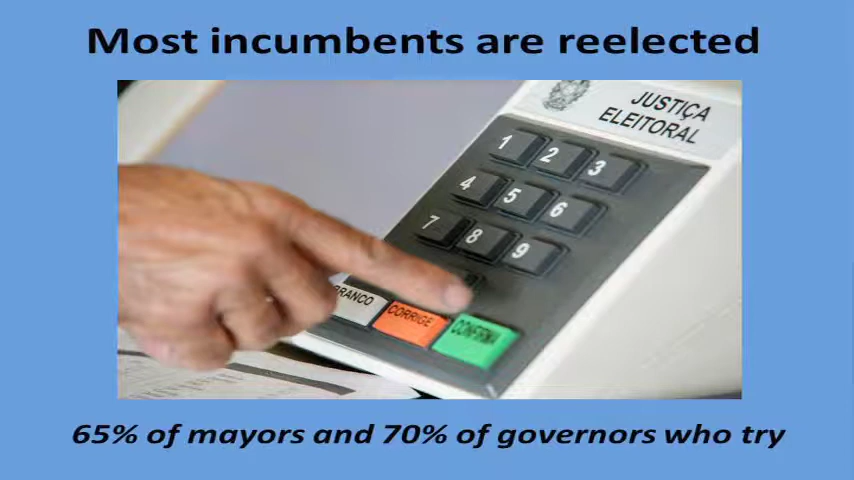 Most incumbents are reelected
JUSTIÇA
ELEITORAL
1 2 3
4 5 6
7 8 9
BRANCO
CORRIGE
CONFIRMA
65% of mayors and 70% of governors who try